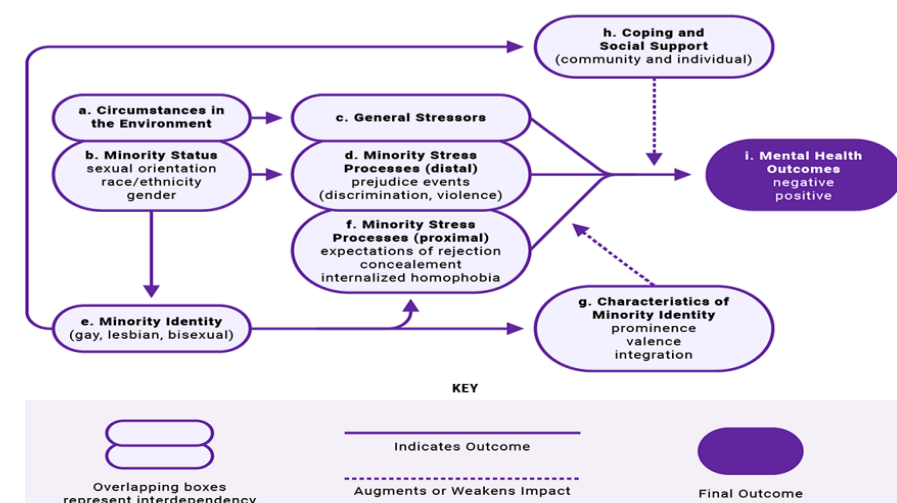 h. Coping and
Social Support
(community and individual)
a. Circumstances in
the Environment
c. General Stressors
b. Minority Status
sexual orientation
race/ethnicity
gender
d. Minority Stress
Processes (distal)
prejudice events
(discrimination, violence)
i. Mental Health
Outcomes
negative
positive
f. Minority Stress
Processes (proximal)
expectations of rejection
concealement
internalized homophobia
e. Minority Identity
(gay, lesbian, bisexual)
g. Characteristics of
Minority Identity
prominence
valence
integration
KEY
Overlapping boxes
represent interdependency
Indicates Outcome
Augments or Weakens Impact
Final Outcome